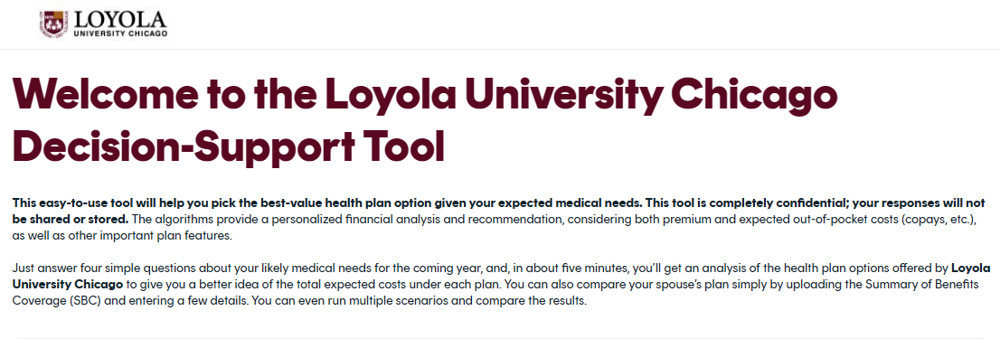 LOYOLA
UNIVERSITY CHICAGO
Welcome to the Loyola University Chicago
Decision-Support Tool
This easy-to-use tool will help you pick the best-value health plan option given your expected medical needs. This tool is completely confidential; your responses will not
be shared or stored. The algorithms provide a personalized financial analysis and recommendation, considering both premium and expected out-of-pocket costs (copays, etc.),
as well as other important plan features.
Just answer four simple questions about your likely medical needs for the coming year, and, in about five minutes, you’ll get an analysis of the health plan options offered by Loyola
University Chicago to give you a better idea of the total expected costs under each plan. You can also compare your spouse’s plan simply by uploading the Summary of Benefits
Coverage (SBC) and entering a few details. You can even run multiple scenarios and compare the results.